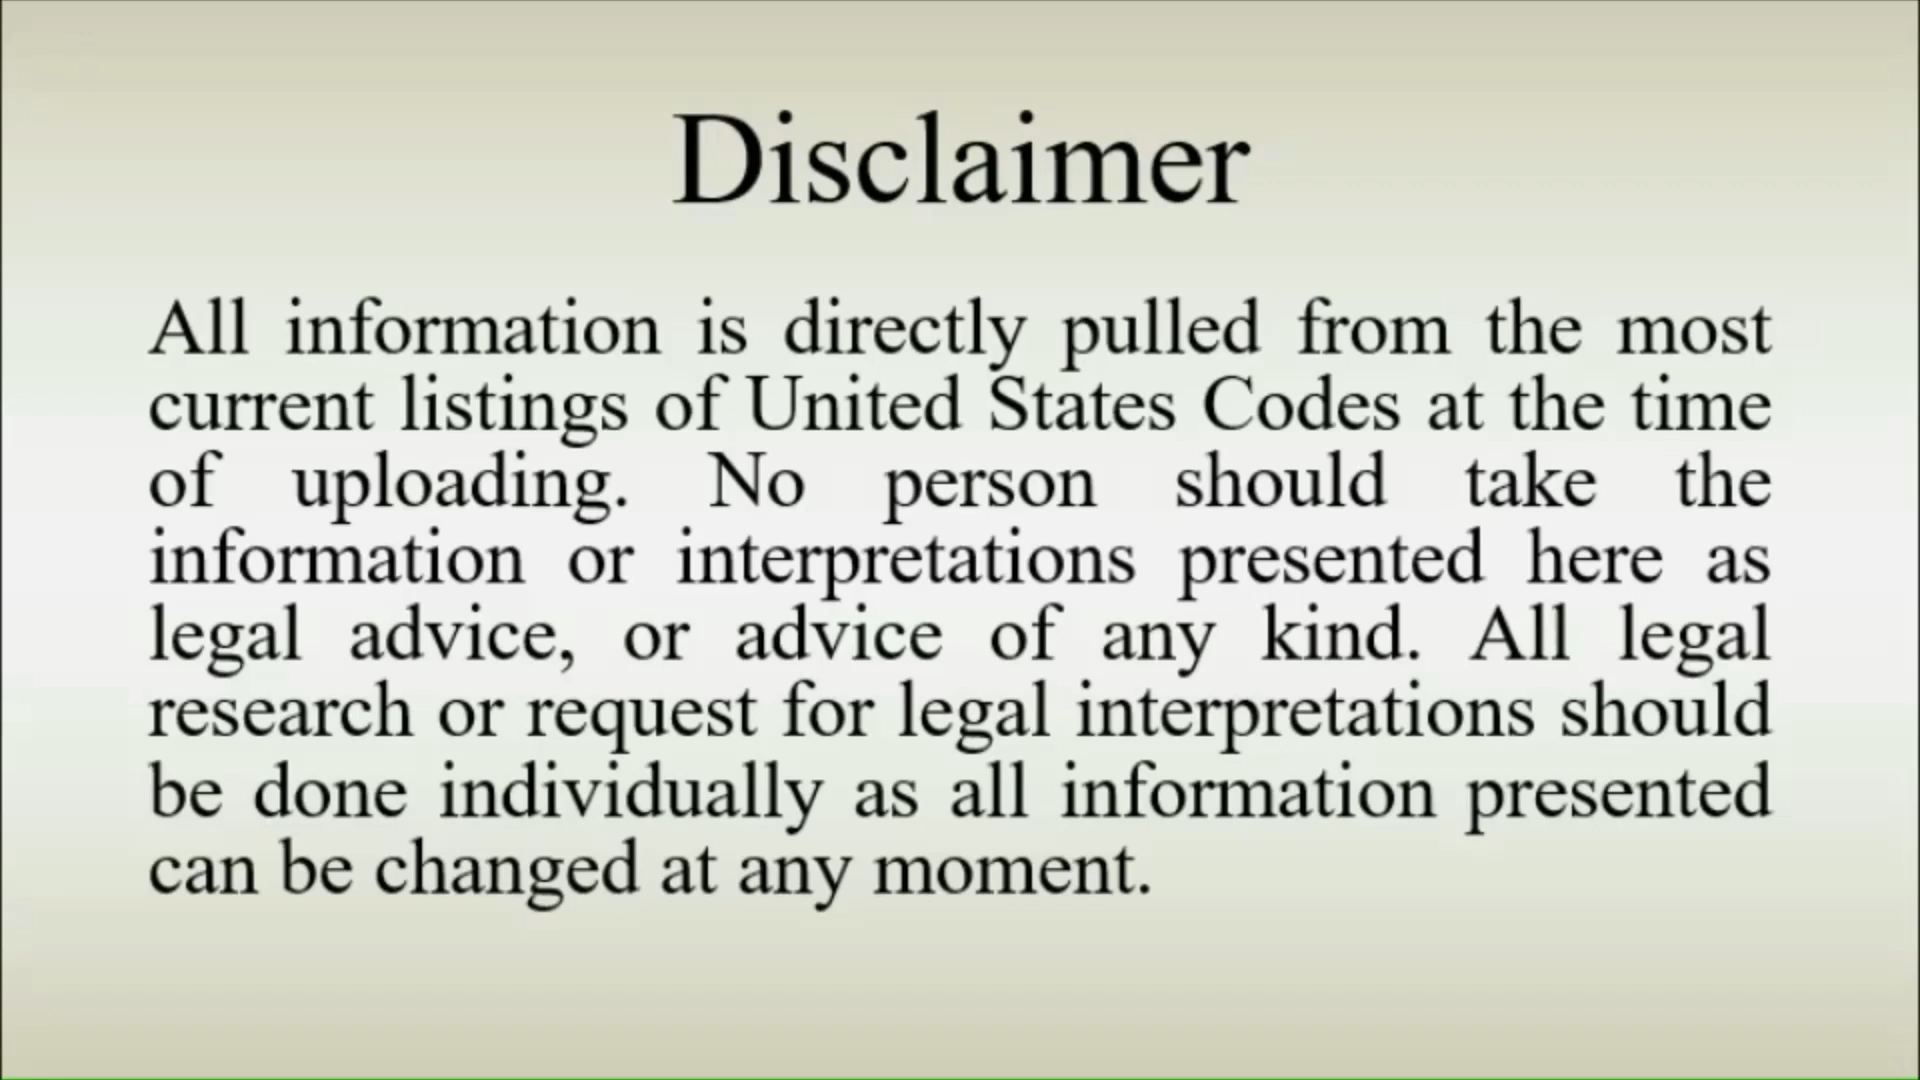 Disclaimer
All information is directly pulled from the most
current listings of United States Codes at the time
of uploading. No person should take the
information or interpretations presented here as
legal advice, or advice of any kind. All legal
research or request for legal interpretations should
be done individually as all information presented
can be changed at any moment.